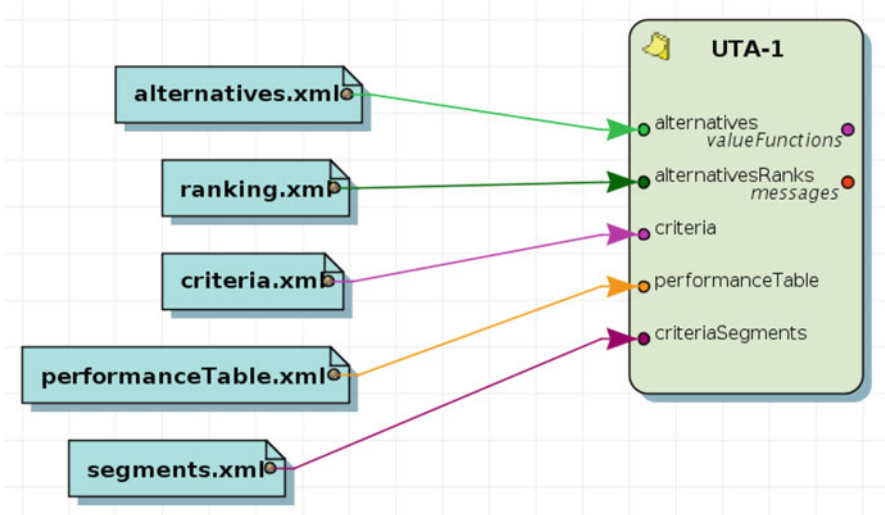 UTA-1
alternatives.xml
alternatives
valueFunctions
ranking.xml
alternativesRanks
messages
criteria.xml
criteria
performanceTable.xml
performanceTable
segments.xml
criteriaSegments